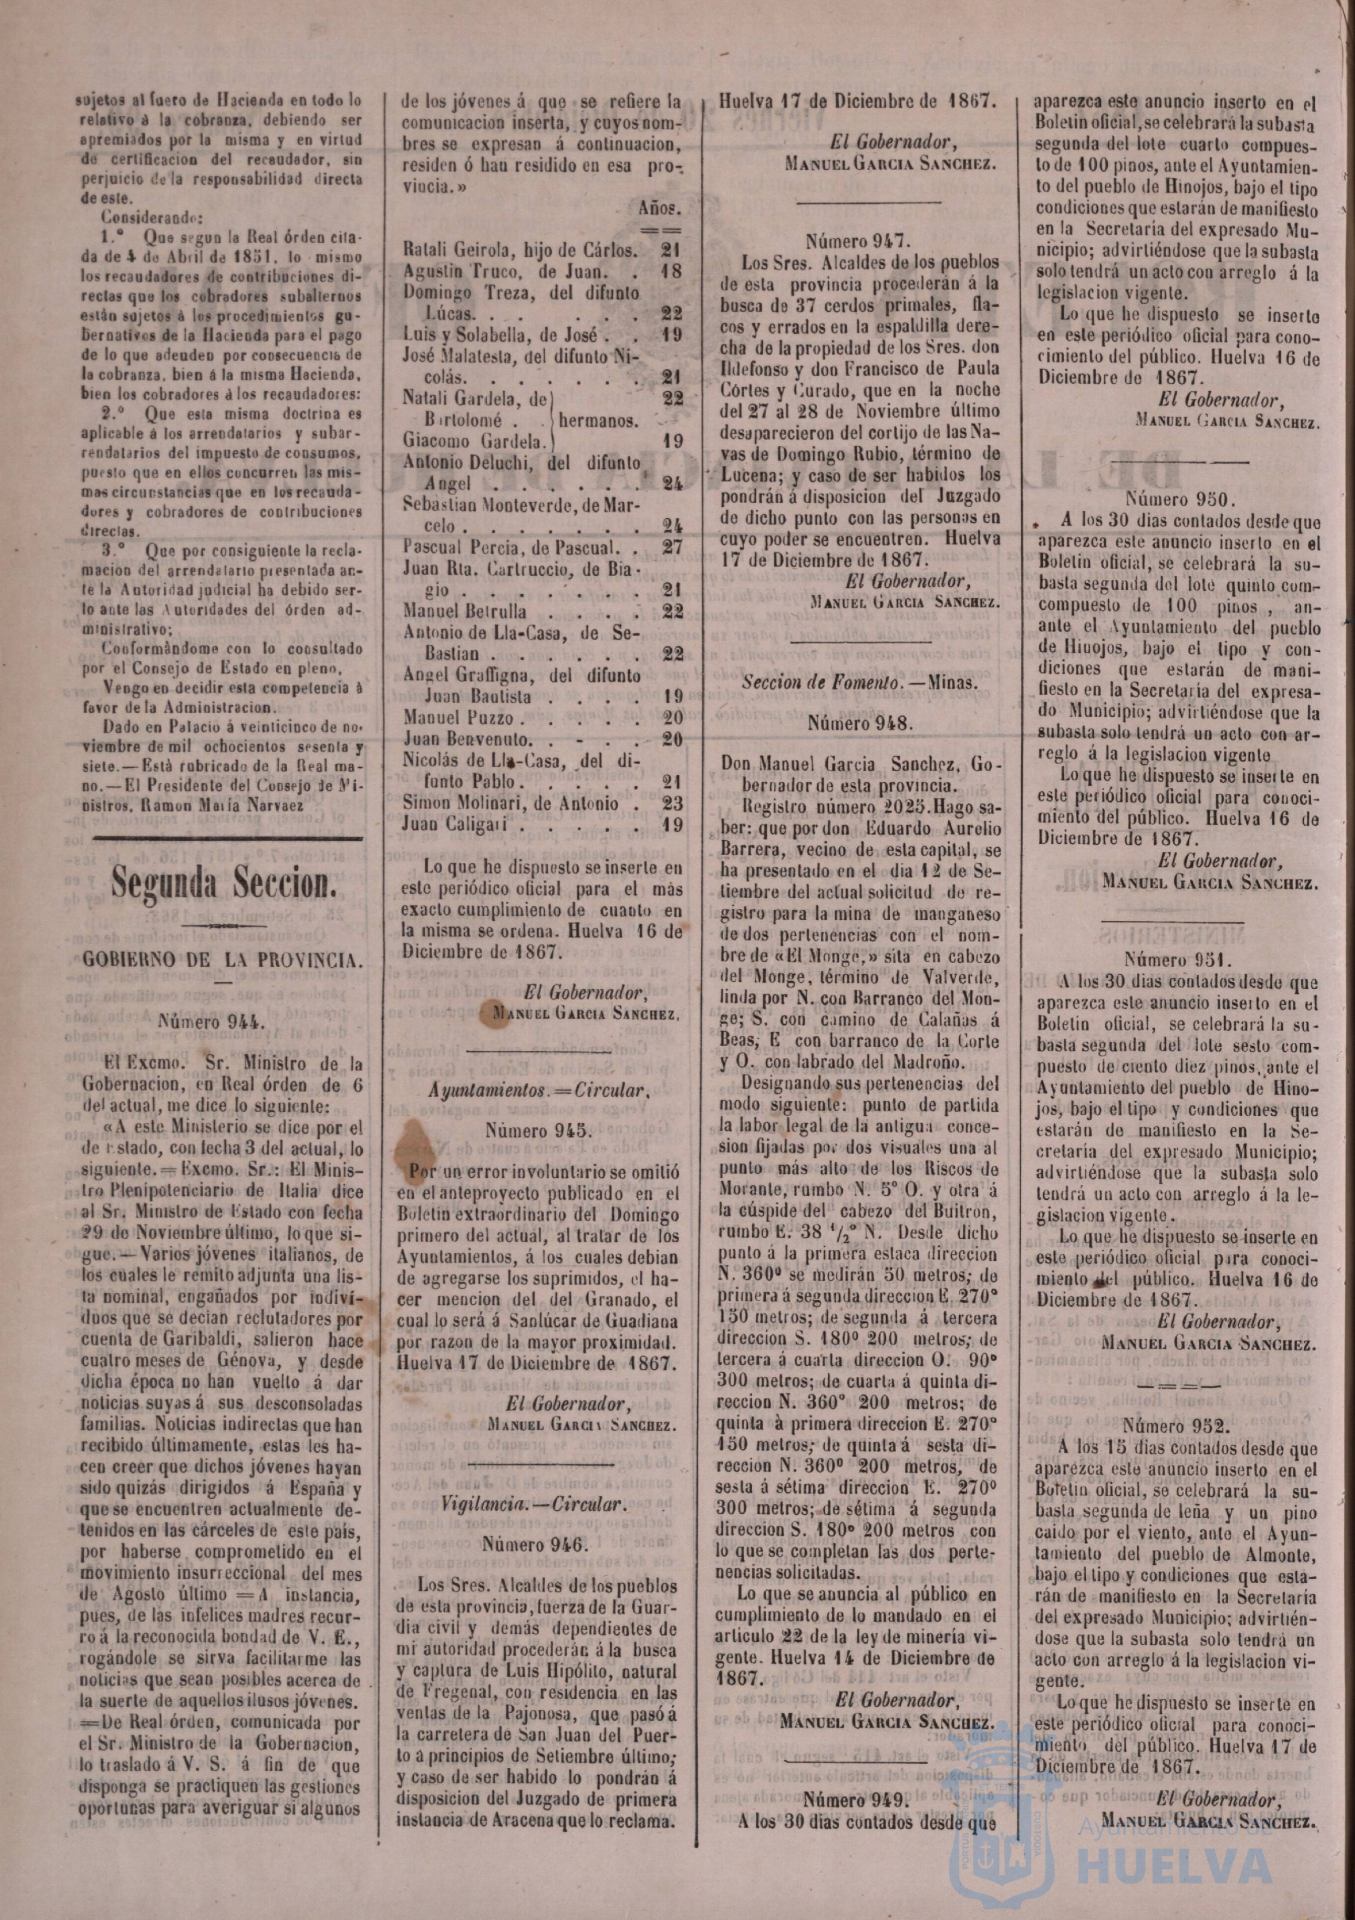 sujetos al fuero de Hacienda en todo lo
relativo á la cobranza, debiendo ser
apremiados por la misma y en virtud
de certificacion del recaudador, sin
perjuicio de la responsabilidad directa
de este.
Considerando:
1.º Que segun la Real órden cita-
da de 4 de Abril de 1851, lo mismo
los recaudadores de contribuciones di-
rectas que los cobradores subalternos
están sujetos á los procedimientos gu-
bernativos de la Hacienda para el pago
de lo que adeuden por consecuencia de
la cobranza, bien á la misma Hacienda,
bien los cobradores á los recaudadores:
2.º Que esta misma doctrina es
aplicable á los arrendatarios y subar-
rendatarios del impuesto de consumos,
puesto que en ellos concurren las mis-
mas circunstancias que en los recauda-
dores y cobradores de contribuciones
directas.
3.º Que por consiguiente la recla-
macion del arrendatario presentada an-
te la Autoridad judicial ha debido ser-
lo ante las Autoridades del órden ad-
ministrativo;
Conformándome con lo consultado
por el Consejo de Estado en pleno,
Vengo en decidir esta competencia á
favor de la Administracion.
Dado en Palacio á veinticinco de no-
viembre de mil ochocientos sesenta y
siete.—Está rubricado de la Real ma-
no.—El Presidente del Consejo de Mi-
nistros, Ramon María Narvaez
Segunda Seccion.
GOBIERNO DE LA PROVINCIA.
Número 944.
El Excmo. Sr. Ministro de la
Gobernacion, en Real órden de 6
del actual, me dice lo siguiente:
«A este Ministerio se dice por el
de Estado, con fecha 3 del actual, lo
siguiente.=Excmo. Sr.: El Minis-
tro Plenipotenciario de Italia dice
al Sr. Ministro de Estado con fecha
29 de Noviembre último, lo que si-
gue.—Varios jóvenes italianos, de
los cuales le remito adjunta una lis-
ta nominal, engañados por indiví-
duos que se decian reclutadores por
cuenta de Garibaldi, salieron hace
cuatro meses de Génova, y desde
dicha época no han vuelto á dar
noticias suyas á sus desconsoladas
familias. Noticias indirectas que han
recibido últimamente, estas les ha-
cen creer que dichos jóvenes hayan
sido quizás dirigidos á España y
que se encuentren actualmente de-
tenidos en las cárceles de este país,
por haberse comprometido en el
movimiento insurreccional del mes
de Agosto último =A instancia,
pues, de las infelices madres recur-
ro á la reconocida bondad de V. E.,
rogándole se sirva facilitarme las
noticias que sean posibles acerca de
la suerte de aquellos ilusos jóvenes.
=De Real órden, comunicada por
el Sr. Ministro de la Gobernacion,
lo traslado á V. S. á fin de que
disponga se practiquen las gestiones
oportunas para averiguar si algunos
de los jóvenes á que se refiere la
comunicacion inserta, y cuyos nom-
bres se expresan á continuacion,
residen ó han residido en esa pro-
vincia.»
Años.
Ratali Geirola, hijo de Cárlos. 21
Agustin Truco, de Juan. . 18
Domingo Treza, del difunto
Lúcas. . . . . . 22
Luis y Solabella, de José . . 19
José Malatesta, del difunto Ni-
colás. . . . . . . 21
Natali Gardela, de 22
Bartolomé . . hermanos.
Giacomo Gardela. 19
Antonio Deluchi, del difunto
Angel . . . . . . 24
Sebastian Monteverde, de Mar-
celo . . . . . . . 24
Pascual Percia, de Pascual. . 27
Juan Rta. Cartruccio, de Bia-
gio . . . . . . . 21
Manuel Betrulla . . . . 22
Antonio de Lla-Casa, de Se-
Bastian . . . . . . 22
Angel Graffigna, del difunto
Juan Bautista . . . . 19
Manuel Puzzo . . . . . 20
Juan Benvenuto. . - . . 20
Nicolás de Lla-Casa, del di-
funto Pablo . . . . . 21
Simon Molinari, de Antonio . 23
Juan Caligari . . . . . 19
Lo que he dispuesto se inserte en
este periódico oficial para el más
exacto cumplimiento de cuanto en
la misma se ordena. Huelva 16 de
Diciembre de 1867.
El Gobernador,
MANUEL GARCIA SANCHEZ.
Ayuntamientos.=Circular.
Número 945.
Por un error involuntario se omitió
en el anteproyecto publicado en el
Boletin extraordinario del Domingo
primero del actual, al tratar de los
Ayuntamientos, á los cuales debian
de agregarse los suprimidos, el ha-
cer mencion del del Granado, el
cual lo será á Sanlúcar de Guadiana
por razon de la mayor proximidad.
Huelva 17 de Diciembre de 1867.
El Gobernador,
MANUEL GARCIA SANCHEZ.
Vigilancia.—Circular.
Número 946.
Los Sres. Alcaldes de los pueblos
de esta provincia, fuerza de la Guar-
dia civil y demás dependientes de
mi autoridad procederán á la busca
y captura de Luis Hipólito, natural
de Fregenal, con residencia en las
ventas de la Pajonosa, que pasó á
la carretera de San Juan del Puer-
to á principios de Setiembre último;
y caso de ser habido lo pondrán á
disposicion del Juzgado de primera
instancia de Aracena que lo reclama.
Huelva 17 de Diciembre de 1867.
El Gobernador,
MANUEL GARCIA SANCHEZ.
Número 947.
Los Sres. Alcaldes de los pueblos
de esta provincia procederán á la
busca de 37 cerdos primales, fla-
cos y errados en la espaldilla dere-
cha de la propiedad de los Sres. don
Ildefonso y don Francisco de Paula
Córtes y Curado, que en la noche
del 27 al 28 de Noviembre último
desaparecieron del cortijo de las Na-
vas de Domingo Rubio, término de
Lucena; y caso de ser habidos los
pondrán á disposicion del Juzgado
de dicho punto con las personas en
cuyo poder se encuentren. Huelva
17 de Diciembre de 1867.
El Gobernador,
MANUEL GARCIA SANCHEZ.
Seccion de Fomento.—Minas.
Número 948.
Don Manuel Garcia Sanchez, Go-
bernador de esta provincia.
Registro número 2025. Hago sa-
ber: que por don Eduardo Aurelio
Barrera, vecino de esta capital, se
ha presentado en el dia 12 de Se-
tiembre del actual solicitud de re-
gistro para la mina de manganeso
de dos pertenencias con el nom-
bre de «El Monge,» sita en cabezo
del Monge, término de Valverde,
linda por N. con Barranco del Mon-
ge; S. con camino de Calañas á
Beas; E con barranco de la Corte
y O. con labrado del Madroño.
Designando sus pertenencias del
modo siguiente: punto de partida
la labor legal de la antigua conce-
sion fijadas por dos visuales una al
punto más alto de los Riscos de
Morante, rumbo N. 5º O. y otra á
la cúspide del cabezo del Buitron,
rumbo E. 38 ½º N. Desde dicho
punto á la primera estaca direccion
N. 360º se medirán 50 metros; de
primera á segunda direccion E. 270º
150 metros; de segunda á tercera
direccion S. 180º 200 metros; de
tercera á cuarta direccion O. 90º
300 metros; de cuarta á quinta di-
reccion N. 360º 200 metros; de
quinta á primera direccion E. 270º
150 metros; de quinta á sesta di-
reccion N. 360º 200 metros, de
sesta á sétima direccion E. 270º
300 metros; de sétima á segunda
direccion S. 180º 200 metros con
lo que se completan las dos perte-
nencias solicitadas.
Lo que se anuncia al público en
cumplimiento de lo mandado en el
artículo 22 de la ley de minería vi-
gente. Huelva 14 de Diciembre de
1867.
El Gobernador,
MANUEL GARCIA SANCHEZ.
Número 949.
A los 30 dias contados desde que
aparezca este anuncio inserto en el
Boletin oficial, se celebrará la subasta
segunda del lote cuarto compues-
to de 100 pinos, ante el Ayuntamien-
to del pueblo de Hinojos, bajo el tipo
condiciones que estarán de manifiesto
en la Secretaría del expresado Mu-
nicipio; advirtiéndose que la subasta
solo tendrá un acto con arreglo á la
legislacion vigente.
Lo que he dispuesto se inserte
en este periódico oficial para cono-
cimiento del público. Huelva 16 de
Diciembre de 1867.
El Gobernador,
MANUEL GARCIA SANCHEZ.
Número 950.
A los 30 dias contados desde que
aparezca este anuncio inserto en el
Boletin oficial, se celebrará la su-
basta segunda del lote quinto com-
compuesto de 100 pinos, an-
ante el Ayuntamiento del pueblo
de Hinojos, bajo el tipo y con-
diciones que estarán de mani-
fiesto en la Secretaría del expresa-
do Municipio; advirtiéndose que la
subasta solo tendrá un acto con ar-
reglo á la legislacion vigente
Lo que he dispuesto se inserte en
este periódico oficial para conoci-
miento del público. Huelva 16 de
Diciembre de 1867.
El Gobernador,
MANUEL GARCIA SANCHEZ.
Número 951.
A los 30 dias contados desde que
aparezca este anuncio inserto en el
Boletin oficial, se celebrará la su-
basta segunda del lote sesto com-
puesto de ciento diez pinos, ante el
Ayuntamiento del pueblo de Hino-
jos, bajo el tipo y condiciones que
estarán de manifiesto en la Se-
cretaría del expresado Municipio;
advirtiéndose que la subasta solo
tendrá un acto con arreglo á la le-
gislacion vigente.
Lo que he dispuesto se inserte en
este periódico oficial para conoci-
miento del público. Huelva 16 de
Diciembre de 1867.
El Gobernador,
MANUEL GARCIA SANCHEZ.
Número 952.
A los 15 dias contados desde que
aparezca este anuncio inserto en el
Boletin oficial, se celebrará la su-
basta segunda de leña y un pino
caido por el viento, ante el Ayun-
tamiento del pueblo de Almonte,
bajo el tipo y condiciones que esta-
rán de manifiesto en la Secretaría
del expresado Municipio; advirtién-
dose que la subasta solo tendrá un
acto con arreglo á la legislacion vi-
gente.
Lo que he dispuesto se inserte en
este periódico oficial para conoci-
miento del público. Huelva 17 de
Diciembre de 1867.
El Gobernador,
MANUEL GARCIA SANCHEZ.
Ayuntamiento de
HUELVA